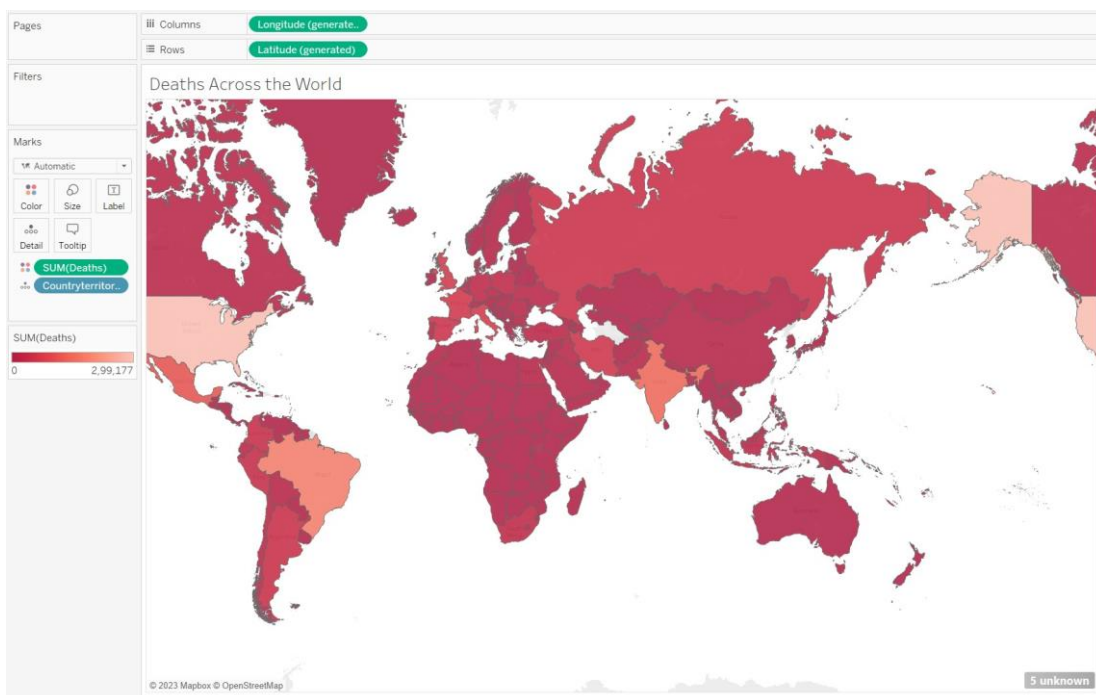 Pages
Columns
Longitude (generate..
Rows
Latitude (generated)
Filters
Deaths Across the World
Marks
Automatic
Color
Size
Label
Detail
Tooltip
SUM(Deaths)
Countryterritor..
SUM(Deaths)
0
2,99,177
© 2023 Mapbox © OpenStreetMap
5 unknown